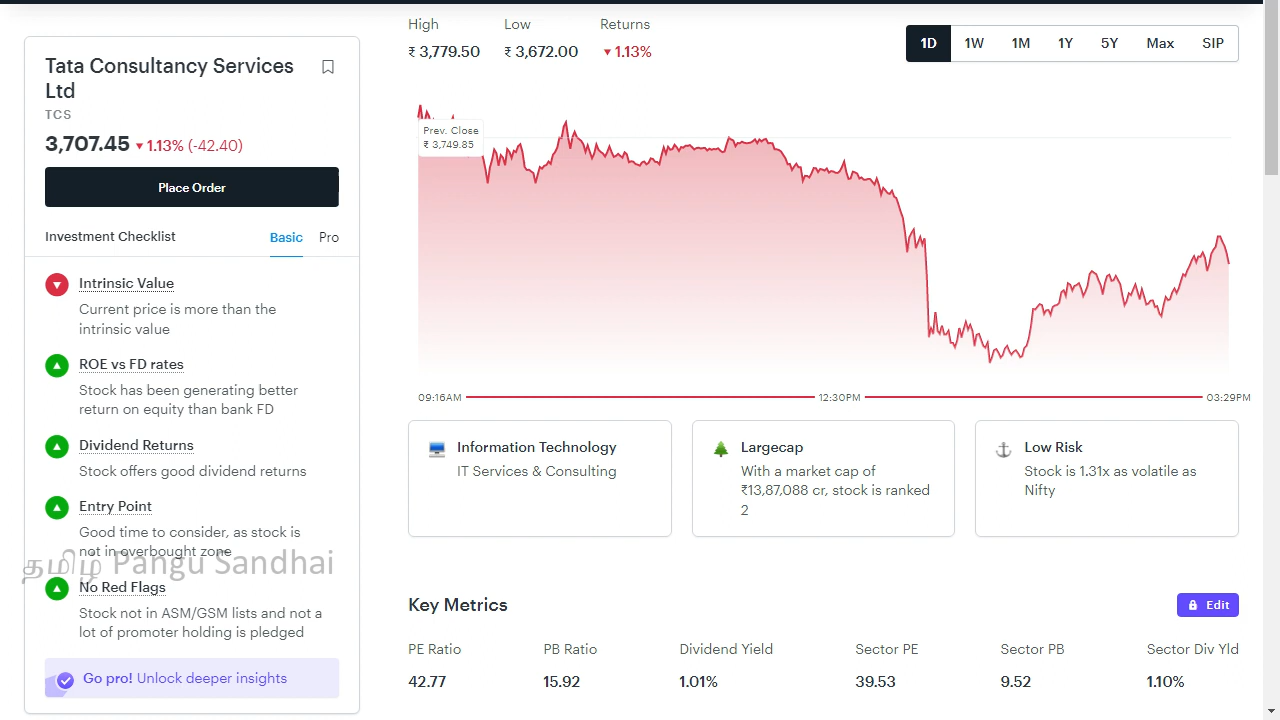 Tata Consultancy Services
Ltd
TCS
3,707.45 ▼ 1.13% (-42.40)
Place Order
Investment Checklist Basic Pro
Intrinsic Value
Current price is more than the
intrinsic value
ROE vs FD rates
Stock has been generating better
return on equity than bank FD
Dividend Returns
Stock offers good dividend returns
Entry Point
Good time to consider, as stock is
not in overbought zone
தமிழ் Pangu Sandhai
No Red Flags
Stock not in ASM/GSM lists and not a
lot of promoter holding is pledged
Go pro! Unlock deeper insights
High Low Returns
₹ 3,779.50 ₹ 3,672.00 ▼ 1.13%
1D 1W 1M 1Y 5Y Max SIP
Prev. Close
₹ 3,749.85
09:16AM 12:30PM 03:29PM
Information Technology
IT Services & Consulting
Largecap
With a market cap of
₹13,87,088 cr, stock is ranked
2
Low Risk
Stock is 1.31x as volatile as
Nifty
Key Metrics Edit
PE Ratio PB Ratio Dividend Yield Sector PE Sector PB Sector Div Yld
42.77 15.92 1.01% 39.53 9.52 1.10%